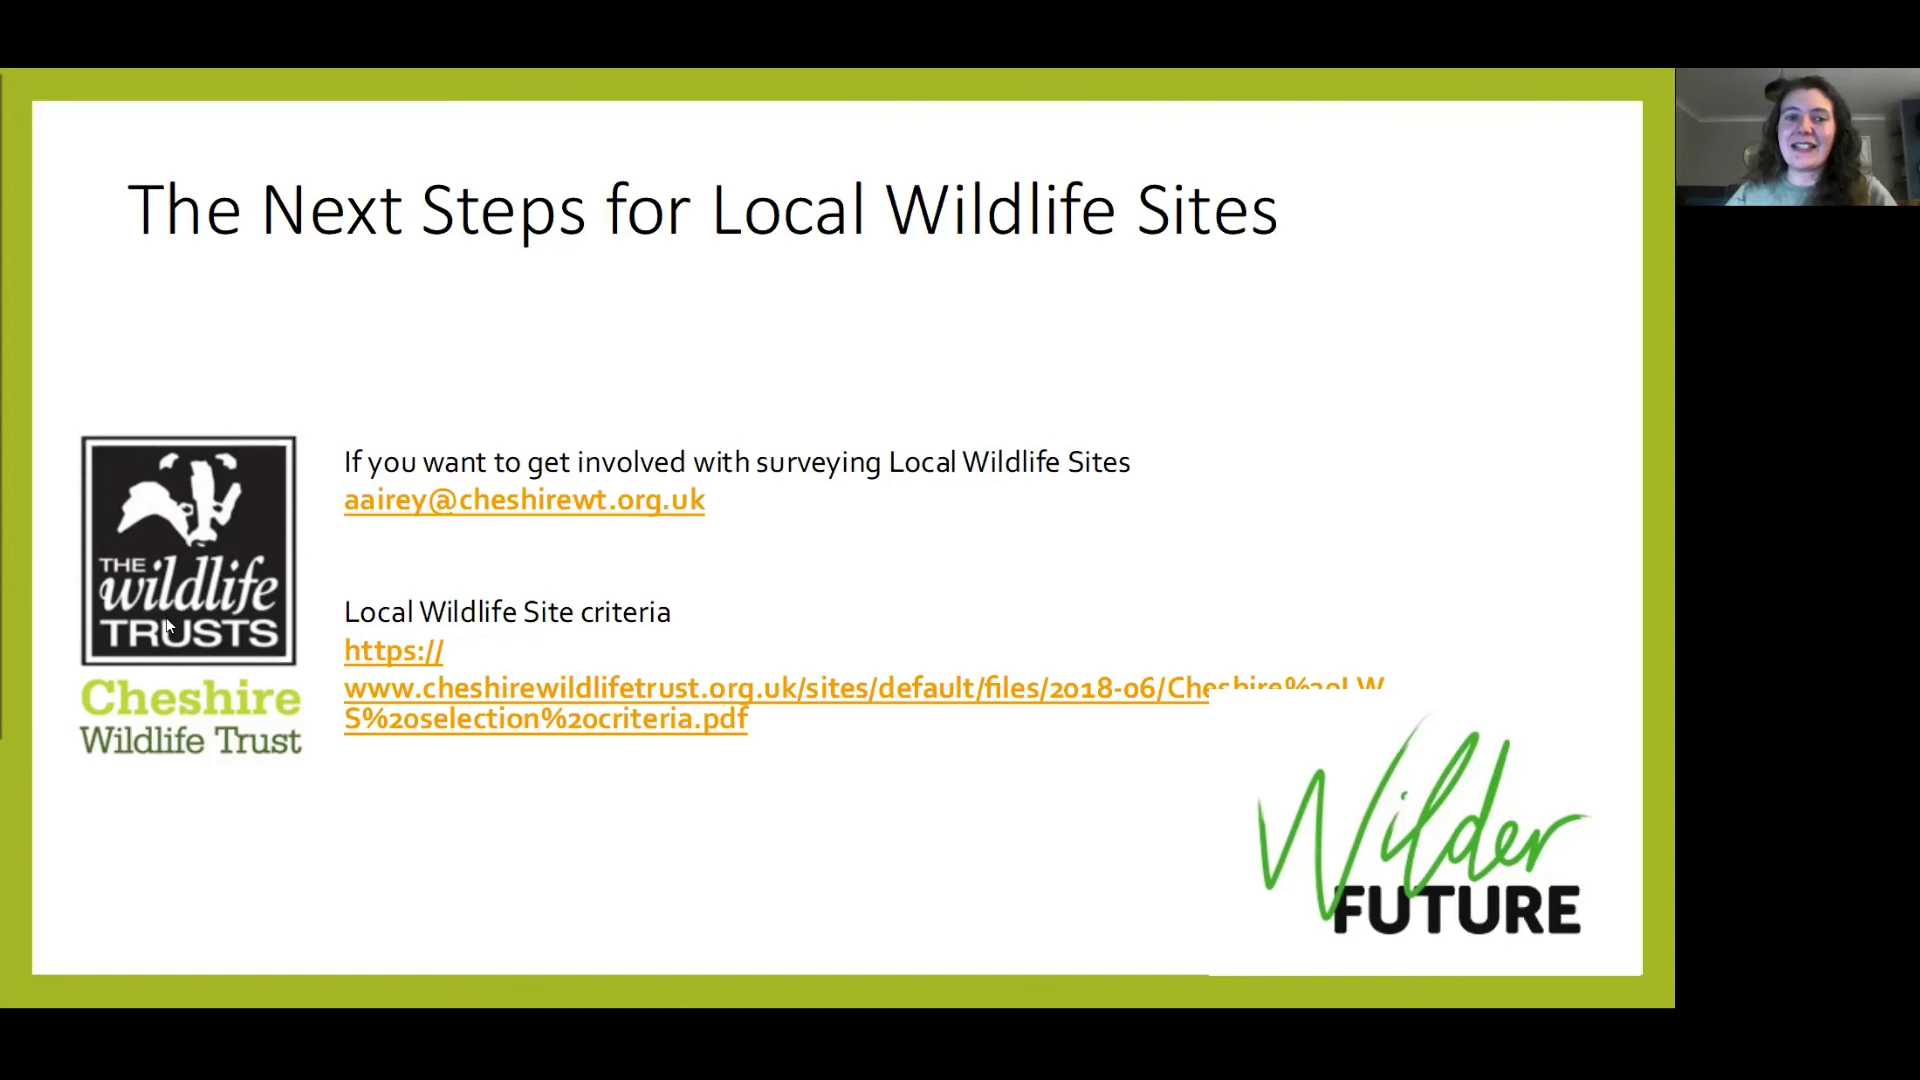 The Next Steps for Local Wildlife Sites
If you want to get involved with surveying Local Wildlife Sites
aairey@cheshirewt.org.uk
THE
wildlife
TRUSTS
Cheshire
Wildlife Trust
Local Wildlife Site criteria
https://
www.cheshirewildlifetrust.org.uk/sites/default/files/2018-06/Cheshire%20LW
S%20selection%20criteria.pdf
Wilder
FUTURE